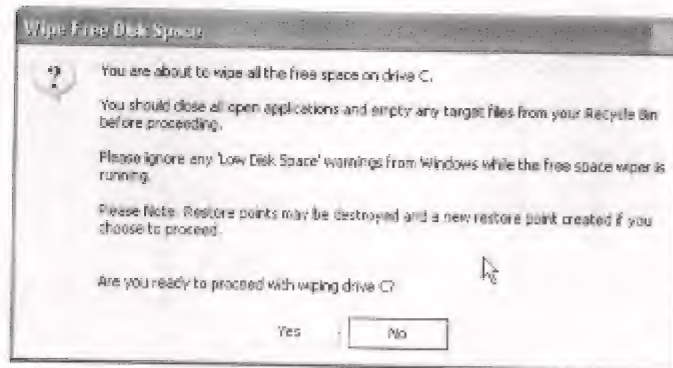 Wipe Free Disk Space
You are about to wipe all the free space on drive C.
You should close all open applications and empty any target files from your Recycle Bin
before proceeding.
Please ignore any 'Low Disk Space' warnings from Windows while the free space wiper is
running.
Please Note: Restore points may be destroyed and a new restore point created if you
choose to proceed.
Are you ready to proceed with wiping drive C?
Yes No